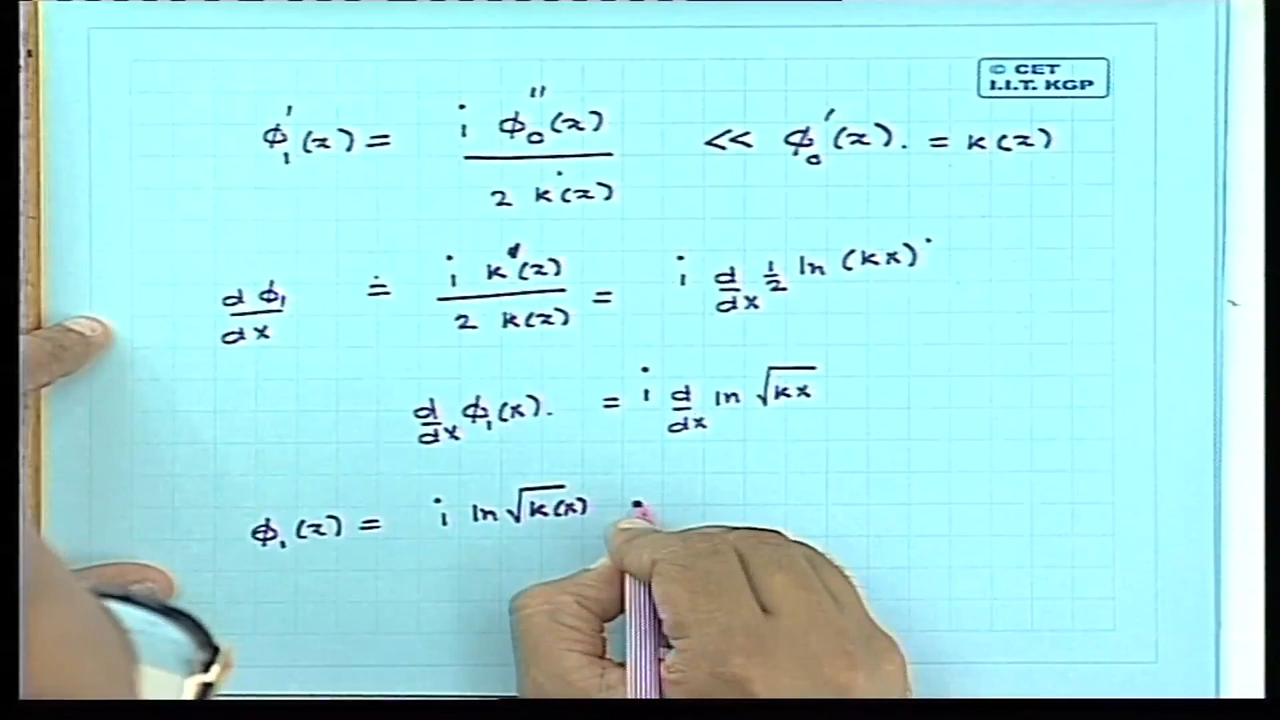 © CET
I.I.T. KGP
ϕ₁'(x) = i ϕ₀''(x) / 2 k(x) << ϕ₀'(x). = k(x)
dϕ₁/dx ≐ i k'(x) / 2 k(x) = i d/dx ½ ln (kx).
d/dx ϕ₁(x). = i d/dx ln √kx
ϕ₁(x) = i ln √k(x)